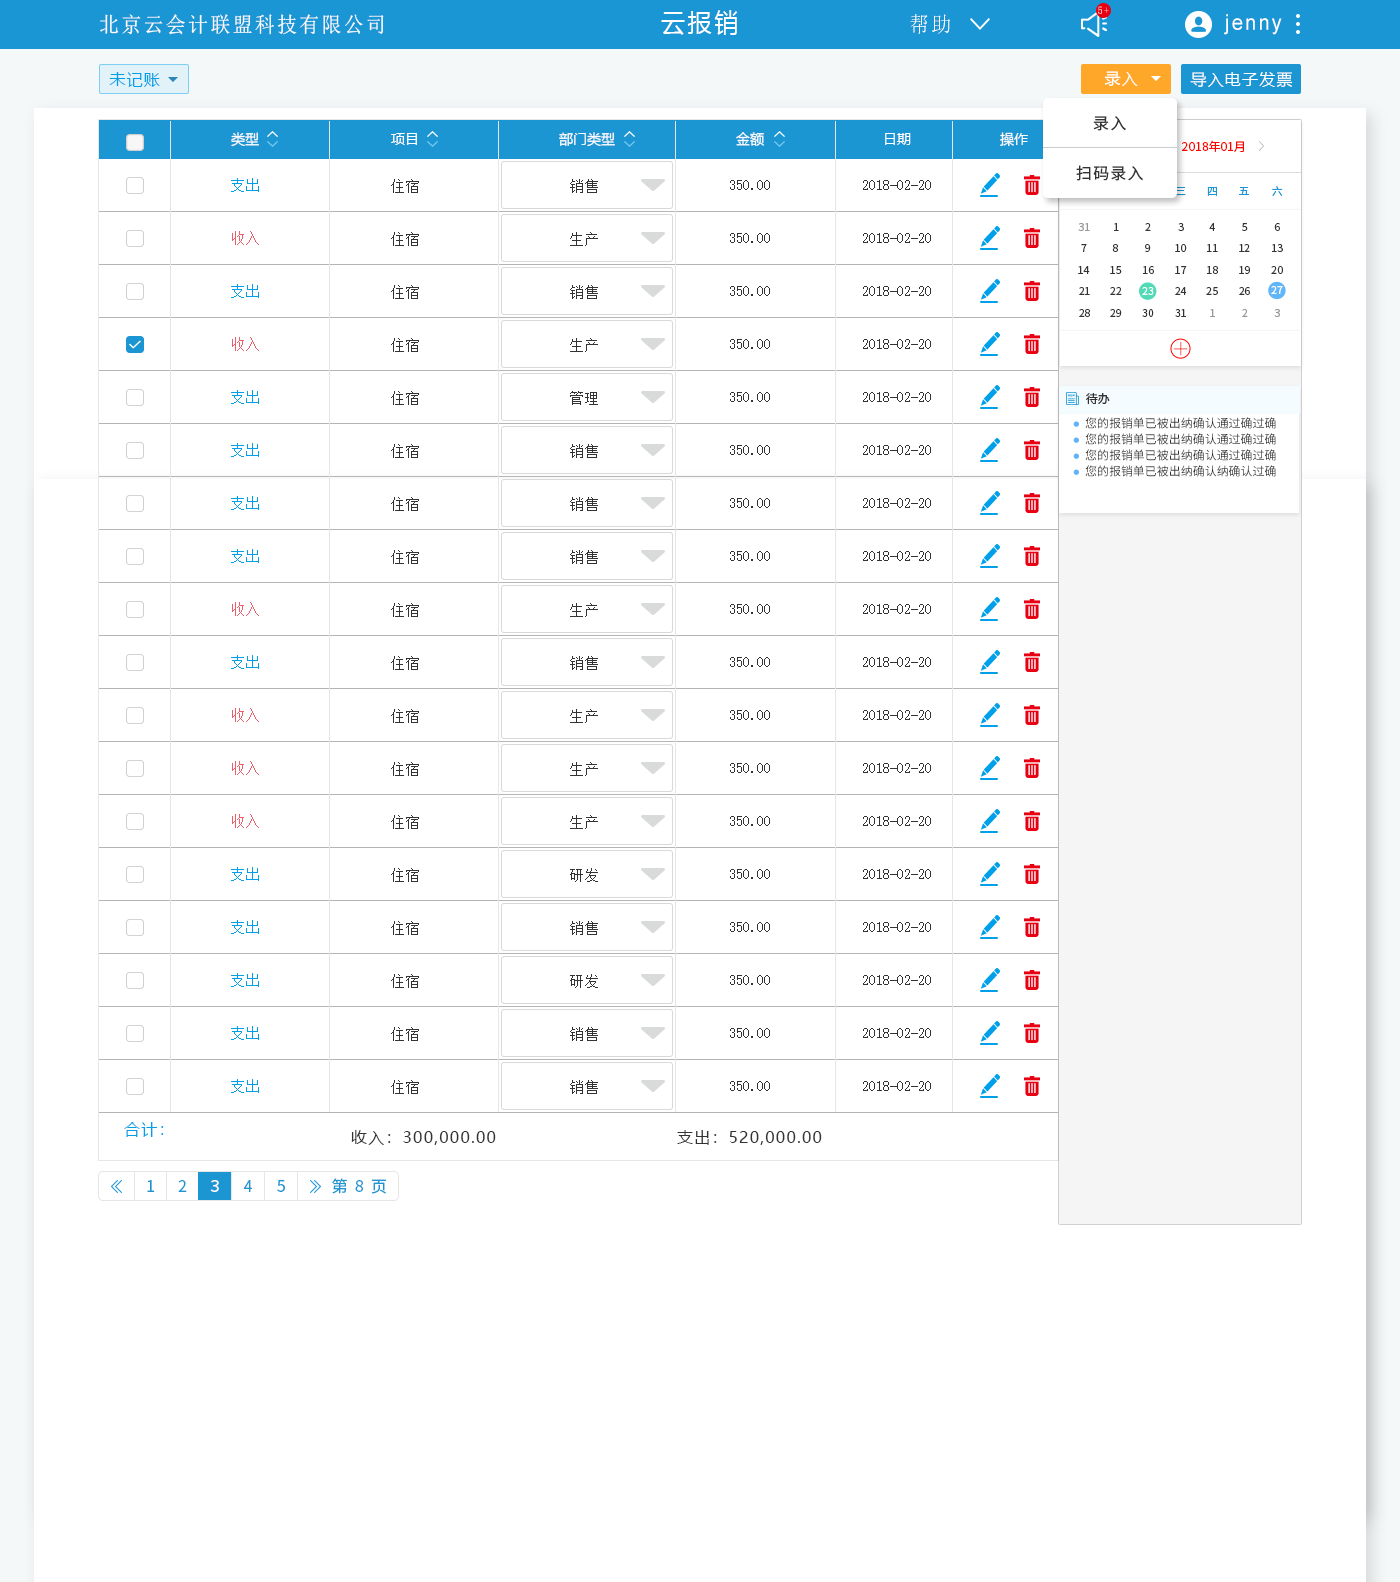 北京云会计联盟科技有限公司 云报销 帮助 5+ jenny
未记账 录入 导入电子发票
录入
扫码录入
类型 项目 部门类型 金额 日期 操作
支出 住宿 销售 350.00 2018-02-20
收入 住宿 生产 350.00 2018-02-20
支出 住宿 销售 350.00 2018-02-20
收入 住宿 生产 350.00 2018-02-20
支出 住宿 管理 350.00 2018-02-20
支出 住宿 销售 350.00 2018-02-20
支出 住宿 销售 350.00 2018-02-20
支出 住宿 销售 350.00 2018-02-20
收入 住宿 生产 350.00 2018-02-20
支出 住宿 销售 350.00 2018-02-20
收入 住宿 生产 350.00 2018-02-20
收入 住宿 生产 350.00 2018-02-20
收入 住宿 生产 350.00 2018-02-20
支出 住宿 研发 350.00 2018-02-20
支出 住宿 销售 350.00 2018-02-20
支出 住宿 研发 350.00 2018-02-20
支出 住宿 销售 350.00 2018-02-20
支出 住宿 销售 350.00 2018-02-20
合计： 收入：300,000.00 支出：520,000.00
1 2 3 4 5 第 8 页
2018年01月
三 四 五 六
31 1 2 3 4 5 6
7 8 9 10 11 12 13
14 15 16 17 18 19 20
21 22 23 24 25 26 27
28 29 30 31 1 2 3
待办
您的报销单已被出纳确认通过确过确
您的报销单已被出纳确认通过确过确
您的报销单已被出纳确认通过确过确
您的报销单已被出纳确认纳确认过确